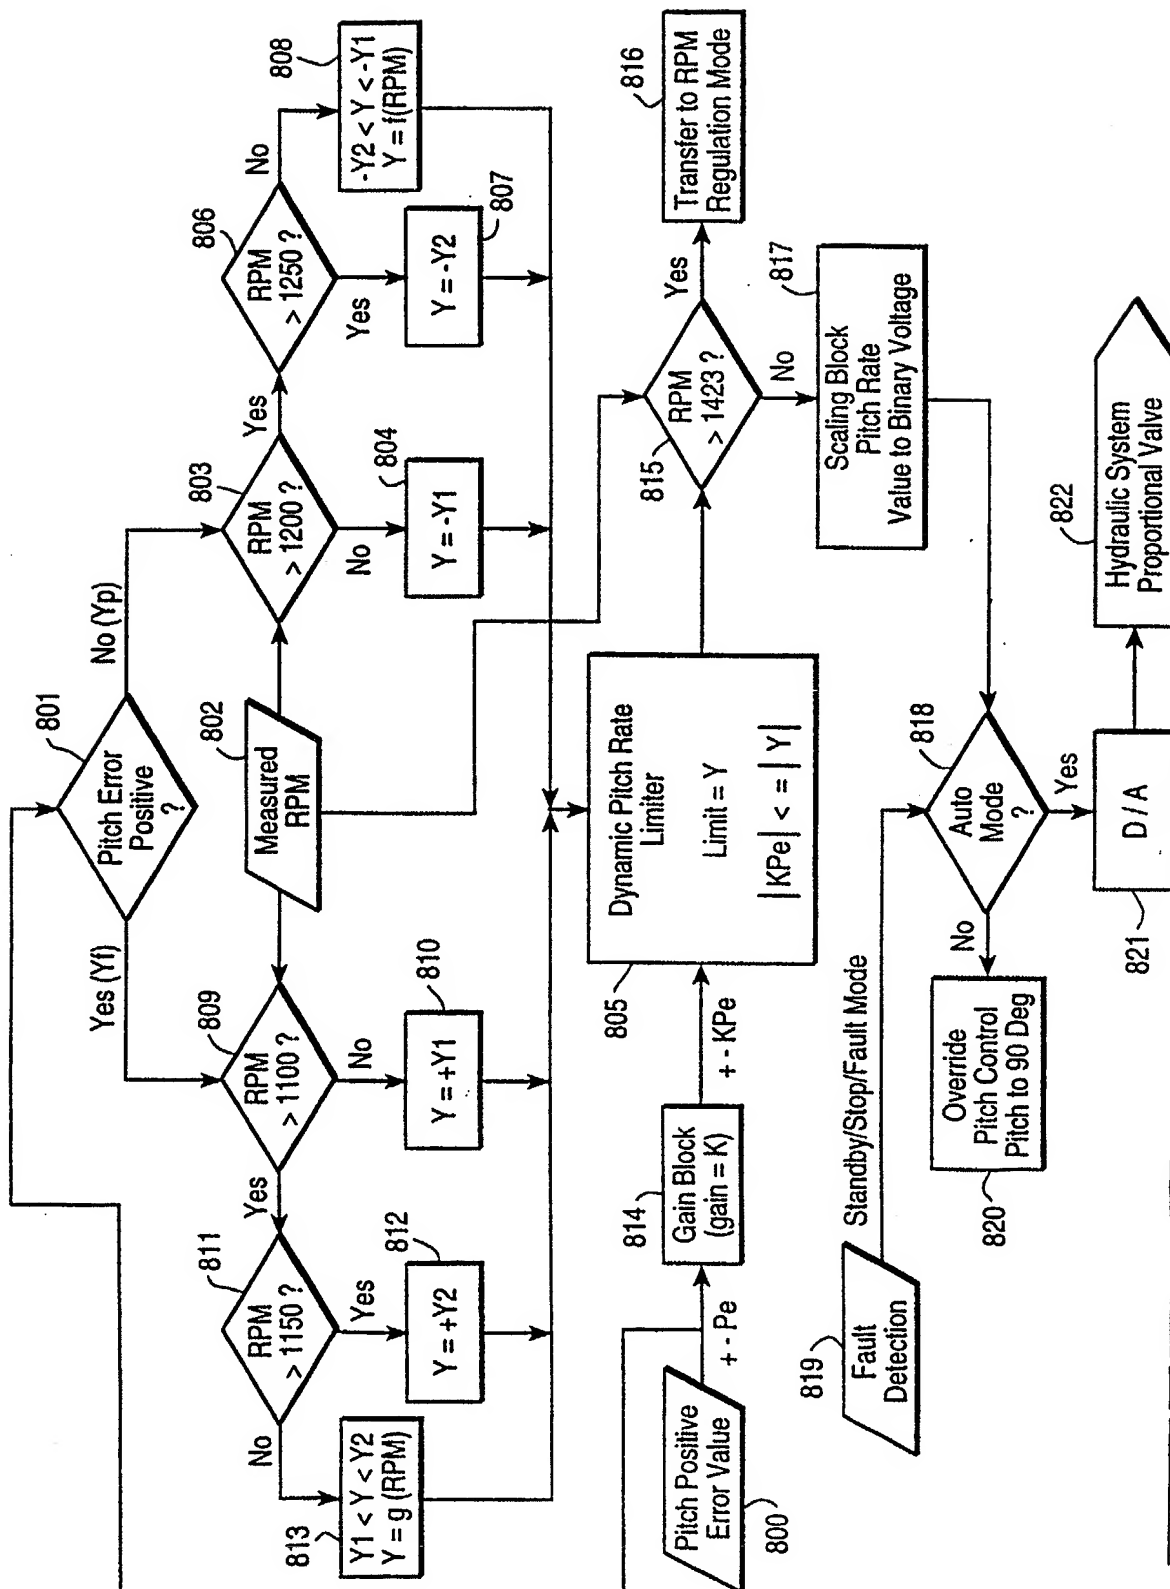 801
Pitch Error
Positive
?
Yes (Yf)
No (Yp)
802
Measured
RPM
803
RPM
> 1200 ?
Yes
No
804
Y = -Y1
806
RPM
> 1250 ?
Yes
No
807
Y = -Y2
808
-Y2 < Y < -Y1
Y = f(RPM)
809
RPM
> 1100 ?
Yes
No
810
Y = +Y1
811
RPM
> 1150 ?
Yes
No
812
Y = +Y2
813
Y1 < Y < Y2
Y = g (RPM)
800
Pitch Positive
Error Value
+ - Pe
814
Gain Block
(gain = K)
+ - KPe
805
Dynamic Pitch Rate
Limiter
Limit = Y
|KPe| < = | Y |
815
RPM
> 1423 ?
Yes
No
816
Transfer to RPM
Regulation Mode
817
Scaling Block
Pitch Rate
Value to Binary Voltage
819
Fault
Detection
Standby/Stop/Fault Mode
818
Auto
Mode
?
No
Yes
820
Override
Pitch Control
Pitch to 90 Deg
821
D / A
822
Hydraulic System
Proportional Valve